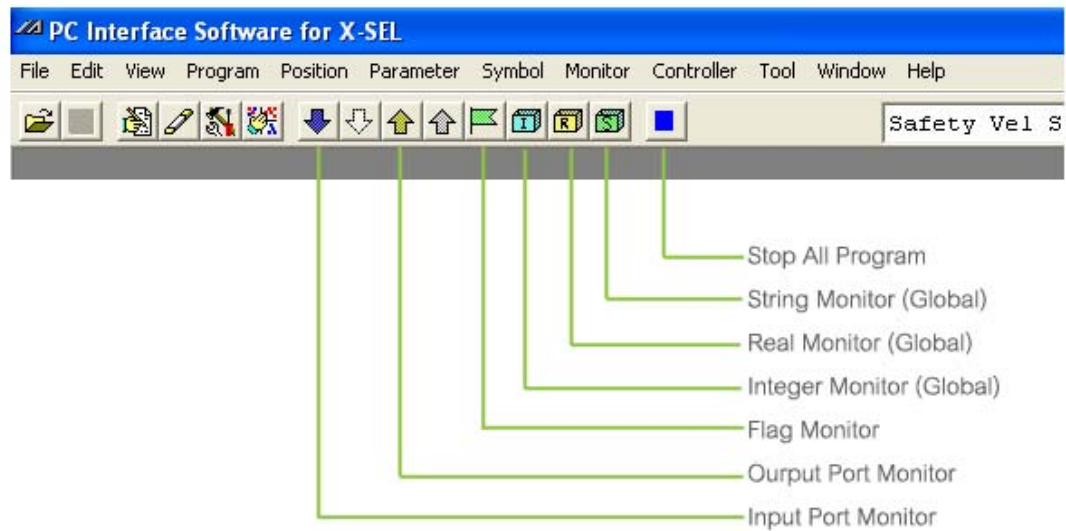 PC Interface Software for X-SEL
File Edit View Program Position Parameter Symbol Monitor Controller Tool Window Help
I R S Safety Vel S
Stop All Program
String Monitor (Global)
Real Monitor (Global)
Integer Monitor (Global)
Flag Monitor
Ourput Port Monitor
Input Port Monitor